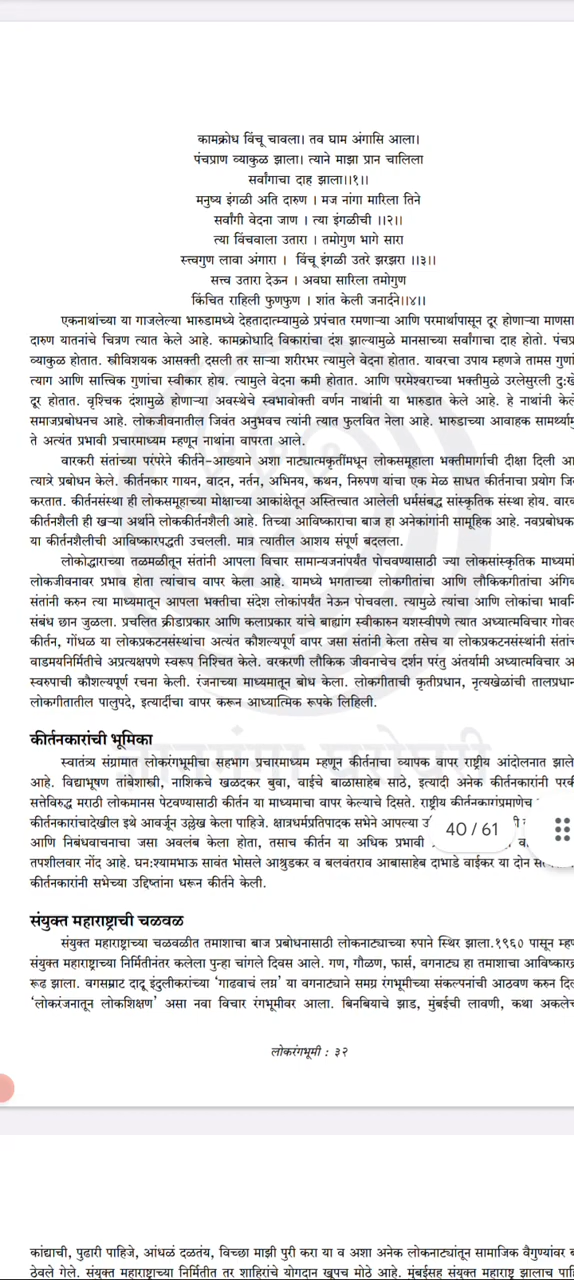 कामक्रोध विंचू चावला। तव घाम अंगासि आला।
पंचप्राण व्याकुळ झाला। त्याने माझा प्रान चालिला
सर्वांगाचा दाह झाला।।१।।
मनुष्य इंगळी अति दारुण । मज नांगा मारिला तिने
सर्वांगी वेदना जाण । त्या इंगळीची ।।२।।
त्या विंचवाला उतारा । तमोगुण भागे सारा
सत्त्वगुण लावा अंगारा । विंचू इंगळी उतरे झरझरा ।।३।।
सत्त्व उतारा देऊन । अवघा सारिला तमोगुण
किंचित राहिली फुणफुण । शांत केली जनार्दने।।४।।
एकनाथांच्या या गाजलेल्या भारुडामध्ये देहतादात्म्यामुळे प्रपंचात रमणाऱ्या आणि परमार्थापासून दूर होणाऱ्या माणसा
दारुण यातनांचे चित्रण त्यात केले आहे. कामक्रोधादि विकारांचा दंश झाल्यामुळे मानसाच्या सर्वांगाचा दाह होतो. पंचप्र
व्याकुळ होतात. स्त्रीविशयक आसक्ती दसली तर साऱ्या शरीरभर त्यामुळे वेदना होतात. यावरचा उपाय म्हणजे तामस गुणां
त्याग आणि सात्त्विक गुणांचा स्वीकार होय. त्यामुळे वेदना कमी होतात. आणि परमेश्वराच्या भक्तीमुळे उरलेसुरली दुःखे
दूर होतात. वृश्चिक दंशामुळे होणाऱ्या अवस्थेचे स्वभावोक्ती वर्णन नाथांनी या भारुडात केले आहे. हे नाथांनी केले
समाजप्रबोधनच आहे. लोकजीवनातील जिवंत अनुभवच त्यांनी त्यात फुलवित नेला आहे. भारुडाच्या आवाहक सामर्थ्यामु
ते अत्यंत प्रभावी प्रचारमाध्यम म्हणून नाथांना वापरता आले.
वारकरी संतांच्या परंपरेने कीर्तने-आख्याने अशा नाट्यात्मकृतींमधून लोकसमूहाला भक्तीमार्गाची दीक्षा दिली आ
त्यात्रे प्रबोधन केले. कीर्तनकार गायन, वादन, नर्तन, अभिनय, कथन, निरुपण यांचा एक मेळ साधत कीर्तनाचा प्रयोग जि
करतात. कीर्तनसंस्था ही लोकसमूहाच्या मोक्षाच्या आकांक्षेतून अस्तित्त्वात आलेली धर्मसंबद्ध सांस्कृतिक संस्था होय. वारव
कीर्तनशैली ही खऱ्या अर्थाने लोककीर्तनशैली आहे. तिच्या आविष्काराचा बाज हा अनेकांगांनी सामूहिक आहे. नवप्रबोधक
या कीर्तनशैलीची आविष्कारपद्धती उचलली. मात्र त्यातील आशय संपूर्ण बदलला.
लोकोद्धाराच्या तळमळीतून संतांनी आपला विचार सामान्यजनांपर्यंत पोचवण्यासाठी ज्या लोकसांस्कृतिक माध्यमां
लोकजीवनावर प्रभाव होता त्यांचाच वापर केला आहे. यामध्ये भगताच्या लोकगीतांचा आणि लौकिकगीतांचा अंगिव
संतांनी करुन त्या माध्यमातून आपला भक्तीचा संदेश लोकांपर्यंत नेऊन पोचवला. त्यामुळे त्यांचा आणि लोकांचा भावनि
संबंध छान जुळला. प्रचलित क्रीडाप्रकार आणि कलाप्रकार यांचे बाह्यांग स्वीकारुन यशस्वीपणे त्यात अध्यात्मविचार गोवल
कीर्तन, गोंधळ या लोकप्रकटनसंस्थांचा अत्यंत कौशल्यपूर्ण वापर जसा संतांनी केला तसेच या लोकप्रकटनसंस्थांनी संतांच
वाडमयनिर्मितीचे अप्रत्यक्षपणे स्वरूप निश्चित केले. वरकरणी लौकिक जीवनाचेच दर्शन परंतु अंतर्यामी अध्यात्मविचार अ
स्वरुपाची कौशल्यपूर्ण रचना केली. रंजनाच्या माध्यमातून बोध केला. लोकगीताची कृतीप्रधान, नृत्यखेळांची तालप्रधान
लोकगीतातील पालुपदे, इत्यादींचा वापर करून आध्यात्मिक रूपके लिहिली.
कीर्तनकारांची भूमिका
स्वातंत्र्य संग्रामात लोकरंगभूमीचा सहभाग प्रचारमाध्यम म्हणून कीर्तनाचा व्यापक वापर राष्ट्रीय आंदोलनात झाले
आहे. विद्याभूषण तांबेशास्त्री, नाशिकचे खळदकर बुवा, वाईचे बाळासाहेब साठे, इत्यादी अनेक कीर्तनकारांनी परकी
सत्तेविरुद्ध मराठी लोकमानस पेटवण्यासाठी कीर्तन या माध्यमाचा वापर केल्याचे दिसते. राष्ट्रीय कीर्तनकारांप्रमाणेच
कीर्तनकारांचादेखील इथे आवर्जून उल्लेख केला पाहिजे. क्षात्रधर्मप्रतिपादक सभेने आपल्या
40 / 61
आणि निबंधवाचनाचा जसा अवलंब केला होता, तसाच कीर्तन या अधिक प्रभावी
तपशीलवार नोंद आहे. घन:श्यामभाऊ सावंत भोसले आश्रुडकर व बलवंतराव आबासाहेब दाभाडे वाईकर या दोन
कीर्तनकारांनी सभेच्या उद्दिष्टांना धरून कीर्तने केली.
संयुक्त महाराष्ट्राची चळवळ
संयुक्त महाराष्ट्राच्या चळवळीत तमाशाचा बाज प्रबोधनासाठी लोकनाट्याच्या रुपाने स्थिर झाला.१९६० पासून म्हण
संयुक्त महाराष्ट्राच्या निर्मितीनंतर कलेला पुन्हा चांगले दिवस आले. गण, गौळण, फार्स, वगनाट्य हा तमाशाचा आविष्कारक्र
रूढ झाला. वगसम्राट दादू इंदुलीकरांच्या 'गाढवाचं लग्न' या वगनाट्याने समग्र रंगभूमीच्या संकल्पनांची आठवण करुन दिल
'लोकरंजनातून लोकशिक्षण' असा नवा विचार रंगभूमीवर आला. बिनबियाचे झाड, मुंबईची लावणी, कथा अकलेच
लोकरंगभूमी : ३२
कांद्याची, पुढारी पाहिजे, आंधळं दळतंय, विच्छा माझी पुरी करा या व अशा अनेक लोकनाट्यांतून सामाजिक वैगुण्यांवर ब
ठेवले गेले. संयुक्त महाराष्ट्राच्या निर्मितीत तर शाहिरांचे योगदान खूपच मोठे आहे. मुंबईसह संयुक्त महाराष्ट्र झालाच पाहि